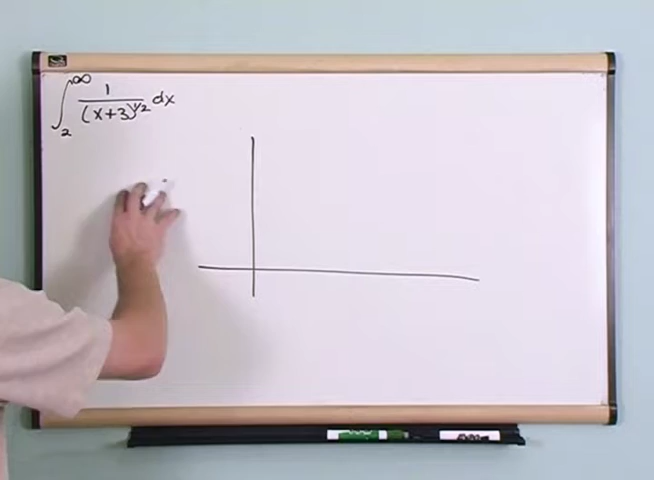 ∫₂^∞ 1/(x+3)^1/2 dx